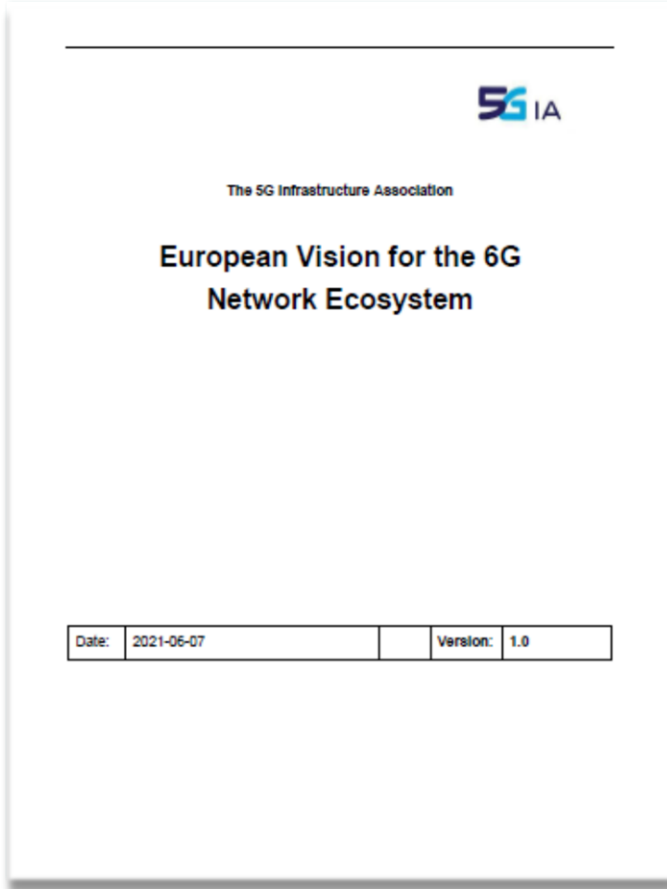 5G IA
The 5G Infrastructure Association
European Vision for the 6G
Network Ecosystem
Date: 2021-06-07 Version: 1.0